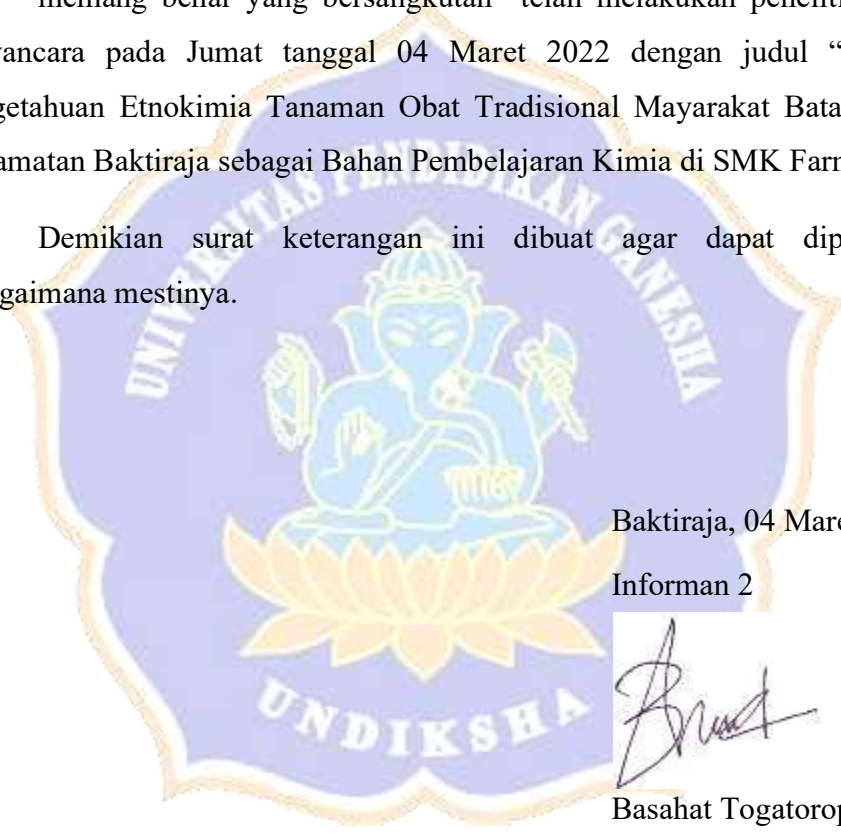 memang benar yang bersangkutan telah melakukan peneliti
vancara pada Jumat tanggal 04 Maret 2022 dengan judul “
getahuan Etnokimia Tanaman Obat Tradisional Mayarakat Bata
amatan Baktiraja sebagai Bahan Pembelajaran Kimia di SMK Farm
UNIVERSITAS PENDIDIKAN GANESHA
Demikian surat keterangan ini dibuat agar dapat dip
gaimana mestinya.
Baktiraja, 04 Mare
Informan 2
UNDIKSHA
Basahat Togatorop